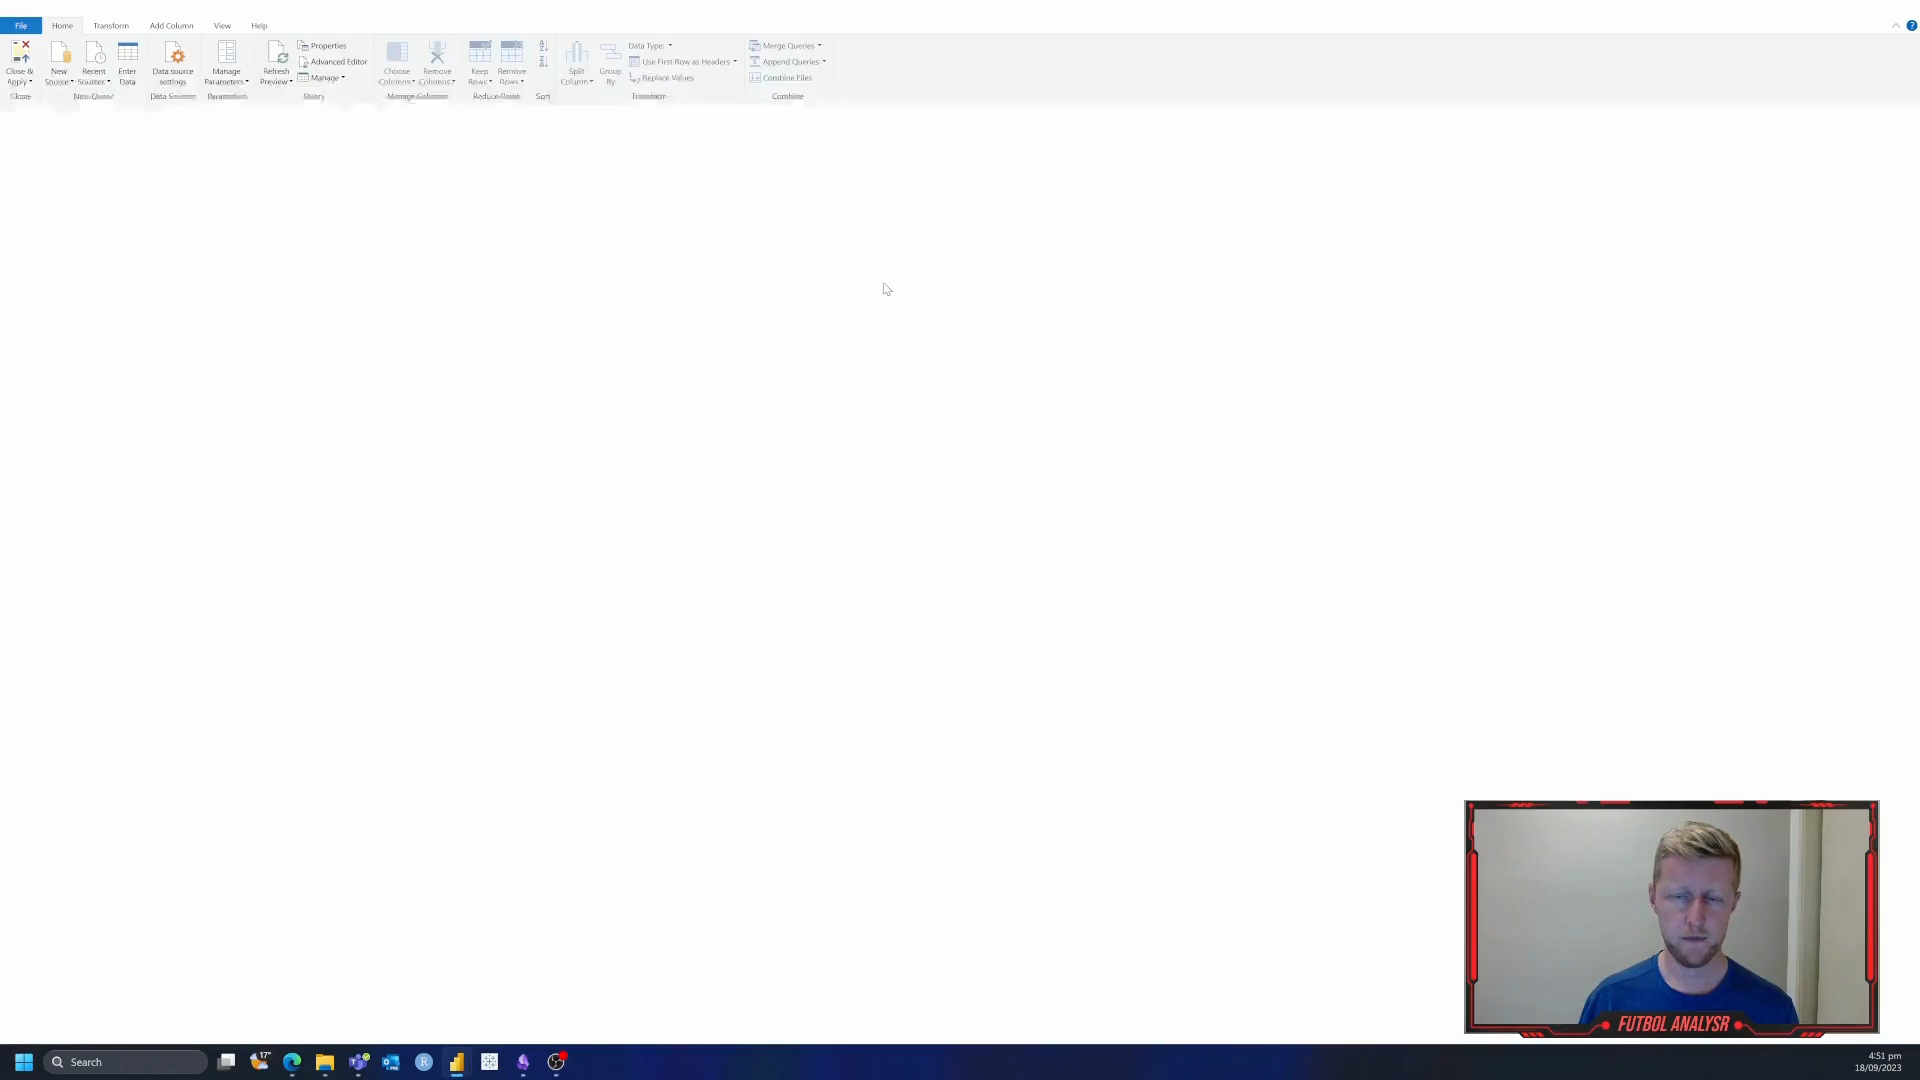 File Home Transform Add Column View Help
Close & Apply
New Source
Recent Sources
Enter Data
Data source settings
Manage Parameters
Refresh Preview
Properties
Advanced Editor
Manage
Choose Columns
Remove Columns
Keep Rows
Remove Rows
Split Column
Group By
Data Type:
Use First Row as Headers
Replace Values
Merge Queries
Append Queries
Combine Files
Close New Query Data Sources Parameters Query Manage Columns Reduce Rows Sort Transform Combine
FUTBOL ANALYSR
Search
17°
4:51 pm
18/09/2023